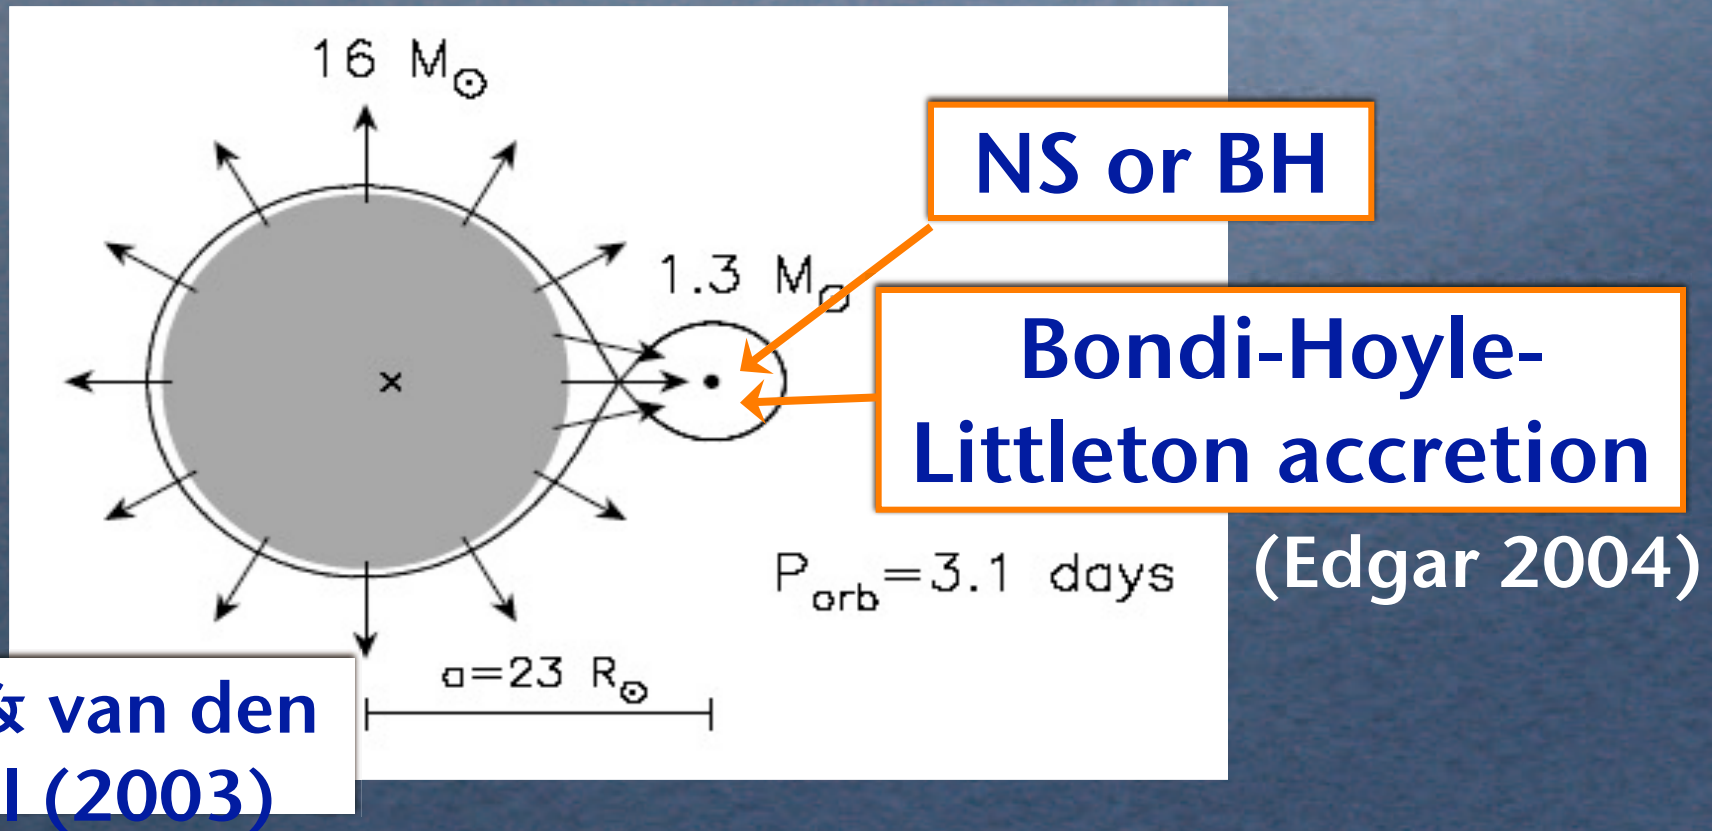 16 M☉
NS or BH
1.3 M☉
Bondi-Hoyle-
Littleton accretion
(Edgar 2004)
P_orb=3.1 days
a=23 R☉
& van den
l (2003)